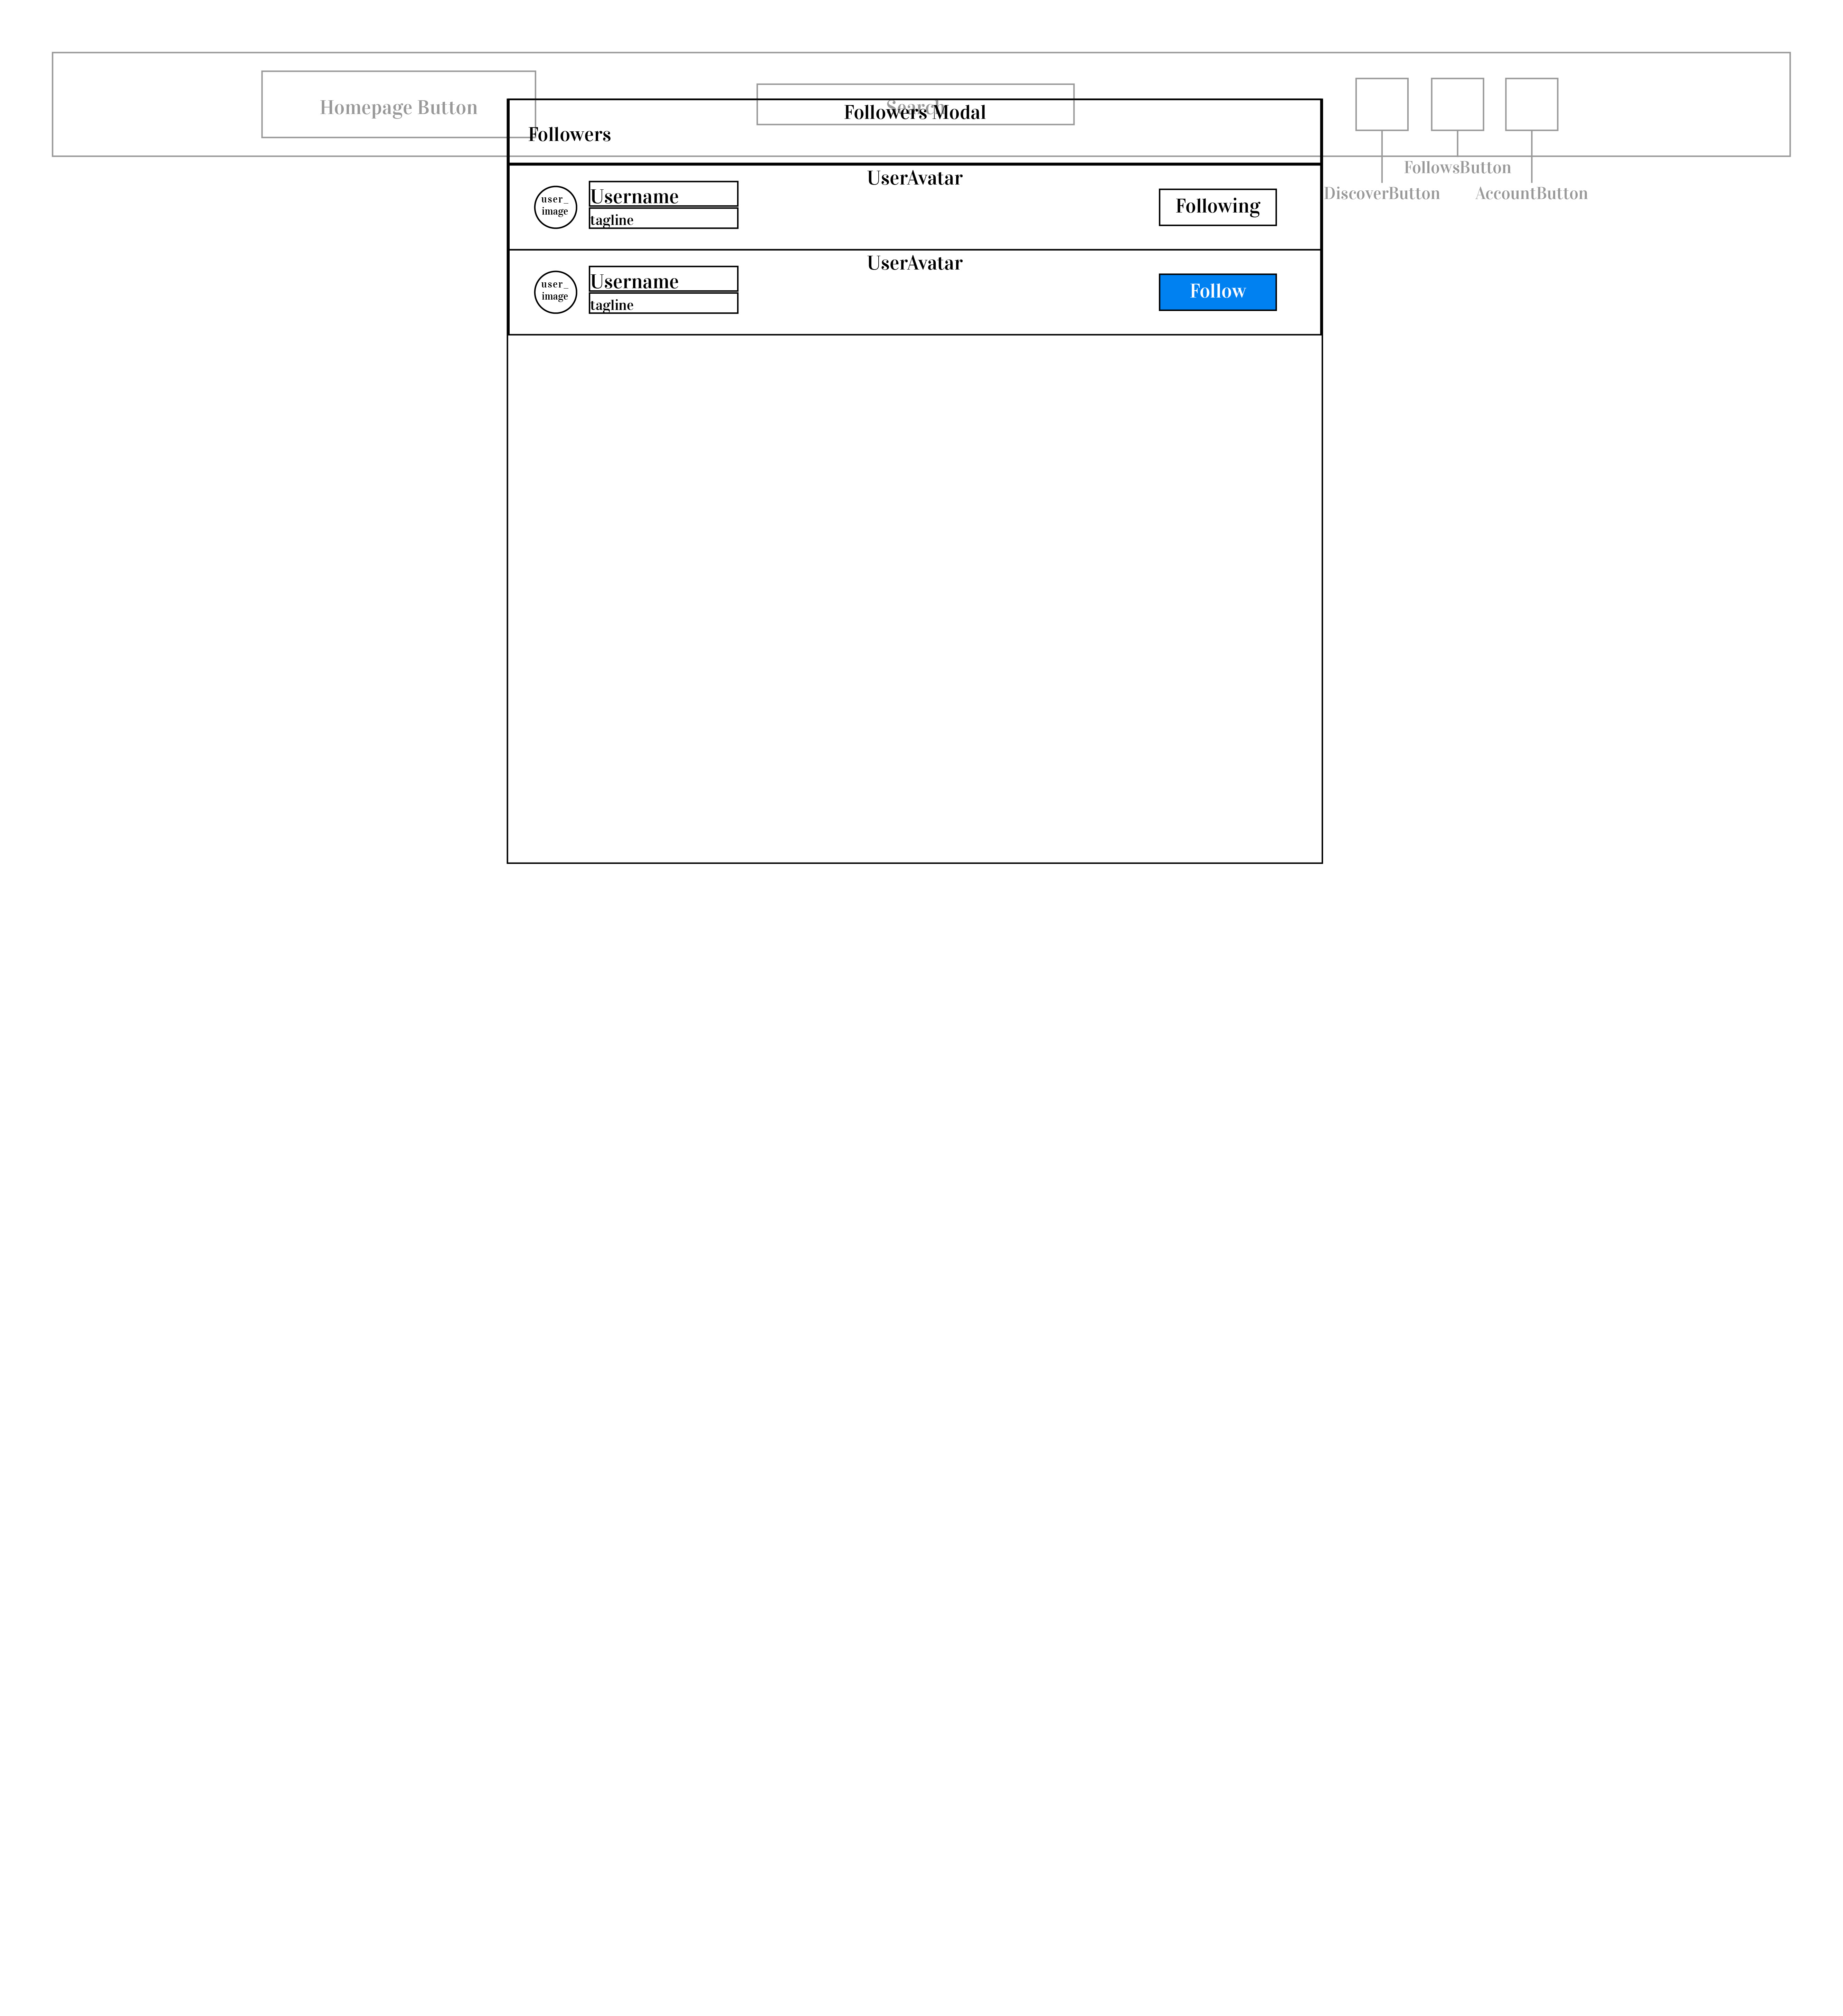 Homepage Button
Search
Followers Modal
Followers
FollowsButton
DiscoverButton
AccountButton
UserAvatar
user_
image
Username
tagline
Following
UserAvatar
user_
image
Username
tagline
Follow